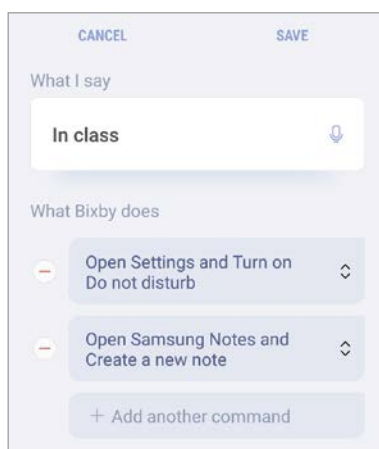 CANCEL SAVE
What I say
In class
What Bixby does
Open Settings and Turn on
Do not disturb
Open Samsung Notes and
Create a new note
+ Add another command